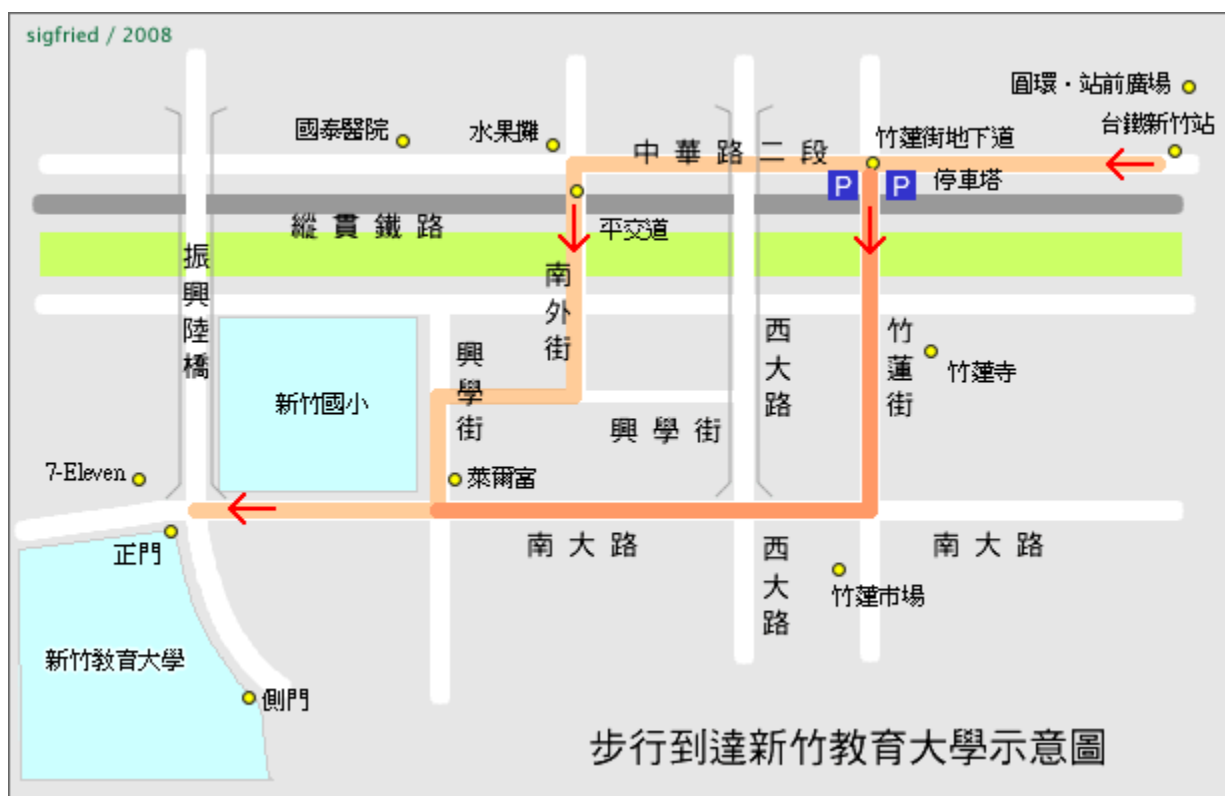 sigfried / 2008
圓環・站前廣場
國泰醫院
水果攤
中華路二段
竹蓮街地下道
台鐵新竹站
P
P
停車塔
縱貫鐵路
平交道
振興陸橋
南外街
興學街
西大路
竹蓮街
竹蓮寺
新竹國小
興學街
7-Eleven
萊爾富
正門
南大路
西大路
南大路
竹蓮市場
新竹教育大學
側門
步行到達新竹教育大學示意圖